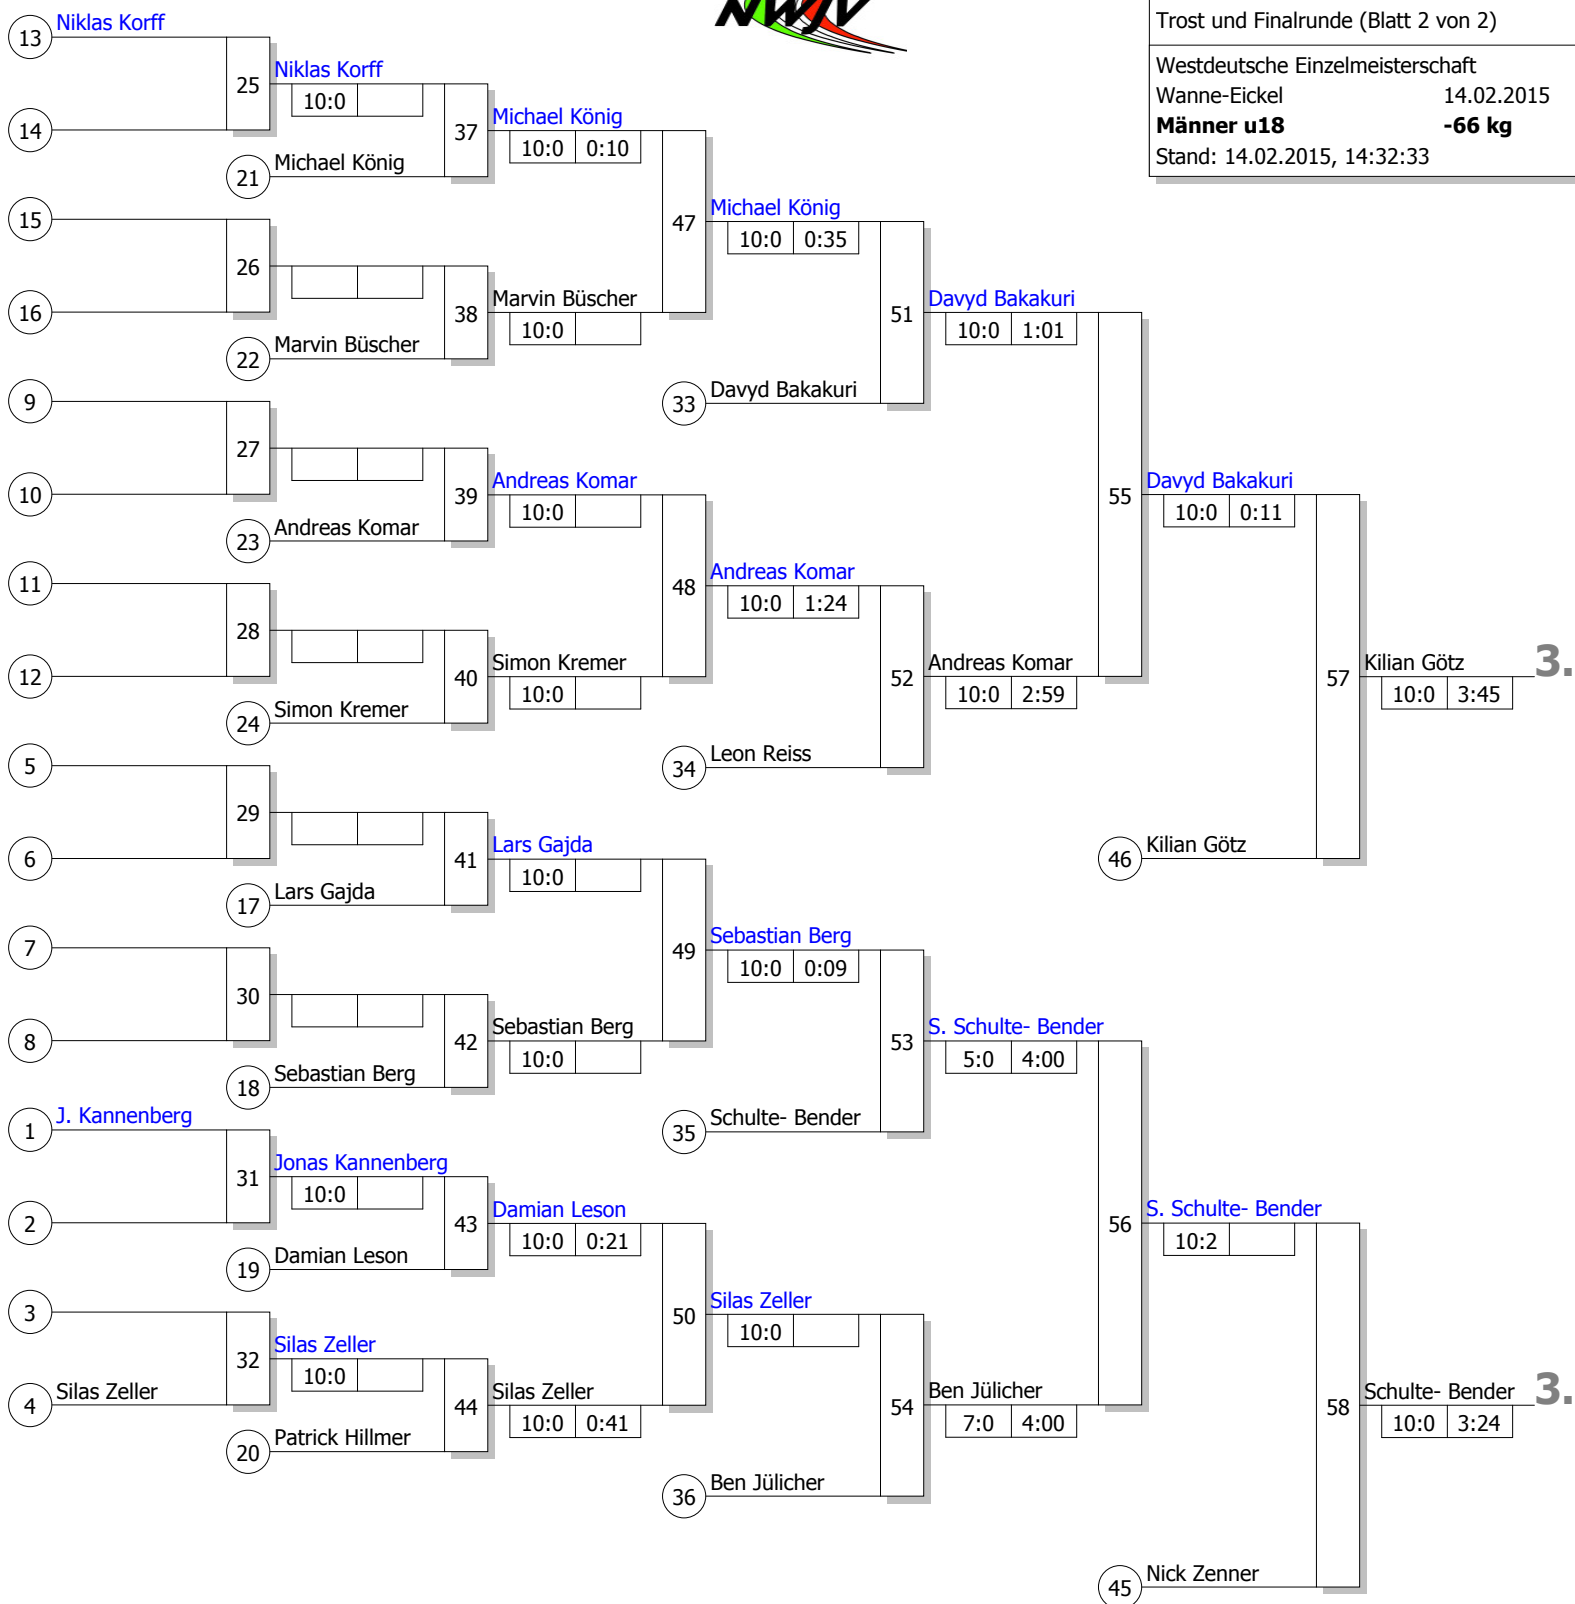 NWJV
Trost und Finalrunde (Blatt 2 von 2)
Westdeutsche Einzelmeisterschaft
Wanne-Eickel 14.02.2015
Männer u18 -66 kg
Stand: 14.02.2015, 14:32:33
13 Niklas Korff
25 Niklas Korff
10:0
14
37 Michael König
10:0 0:10
21 Michael König
15
47 Michael König
10:0 0:35
26
16
38 Marvin Büscher
10:0
22 Marvin Büscher
51 Davyd Bakakuri
10:0 1:01
9
33 Davyd Bakakuri
27
10
39 Andreas Komar
10:0
23 Andreas Komar
55 Davyd Bakakuri
10:0 0:11
11
48 Andreas Komar
10:0 1:24
28
12
40 Simon Kremer
10:0
24 Simon Kremer
52 Andreas Komar
10:0 2:59
57 Kilian Götz 3.
10:0 3:45
5
34 Leon Reiss
29
6
41 Lars Gajda
10:0
17 Lars Gajda
46 Kilian Götz
7
49 Sebastian Berg
10:0 0:09
30
8
42 Sebastian Berg
10:0
18 Sebastian Berg
53 S. Schulte- Bender
5:0 4:00
1 J. Kannenberg
35 Schulte- Bender
31 Jonas Kannenberg
10:0
2
43 Damian Leson
10:0 0:21
19 Damian Leson
56 S. Schulte- Bender
10:2
3
50 Silas Zeller
10:0
32 Silas Zeller
10:0
4 Silas Zeller
44 Silas Zeller
10:0 0:41
20 Patrick Hillmer
54 Ben Jülicher
7:0 4:00
58 Schulte- Bender 3.
10:0 3:24
36 Ben Jülicher
45 Nick Zenner